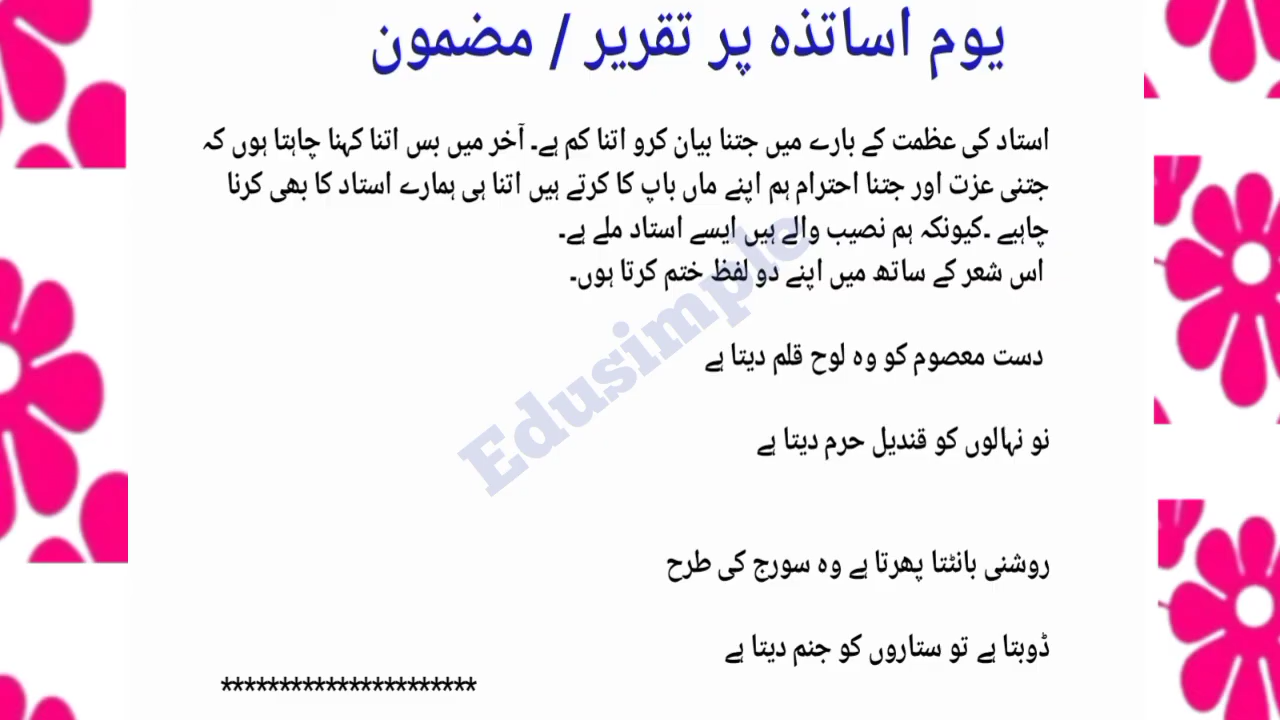 یوم اساتذہ پر تقریر / مضمون
استاد کی عظمت کے بارے میں جتنا بیان کرو اتنا کم ہے۔ آخر میں بس اتنا کہنا چاہتا ہوں کہ
جتنی عزت اور جتنا احترام ہم اپنے ماں باپ کا کرتے ہیں اتنا ہی ہمارے استاد کا بھی کرنا
چاہیے ۔کیونکہ ہم نصیب والے ہیں ایسے استاد ملے ہے۔
اس شعر کے ساتھ میں اپنے دو لفظ ختم کرتا ہوں۔
دست معصوم کو وہ لوح قلم دیتا ہے
نو نہالوں کو قندیل حرم دیتا ہے
روشنی بانٹتا پھرتا ہے وہ سورج کی طرح
ڈوبتا ہے تو ستاروں کو جنم دیتا ہے
**********************
Edusimple